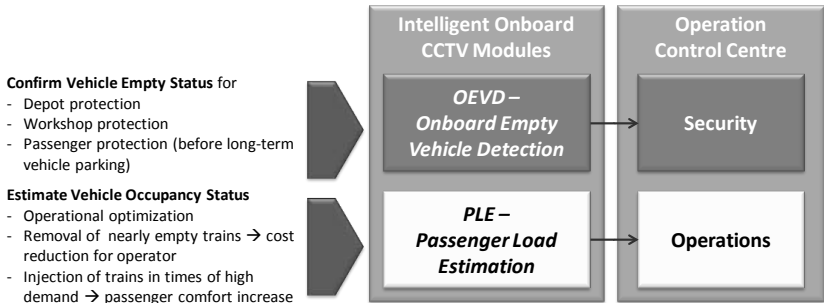 Confirm Vehicle Empty Status for
- Depot protection
- Workshop protection
- Passenger protection (before long-term
vehicle parking)
Estimate Vehicle Occupancy Status
- Operational optimization
- Removal of nearly empty trains → cost
reduction for operator
- Injection of trains in times of high
demand → passenger comfort increase
Intelligent Onboard
CCTV Modules
OEVD –
Onboard Empty
Vehicle Detection
PLE –
Passenger Load
Estimation
Operation
Control Centre
Security
Operations